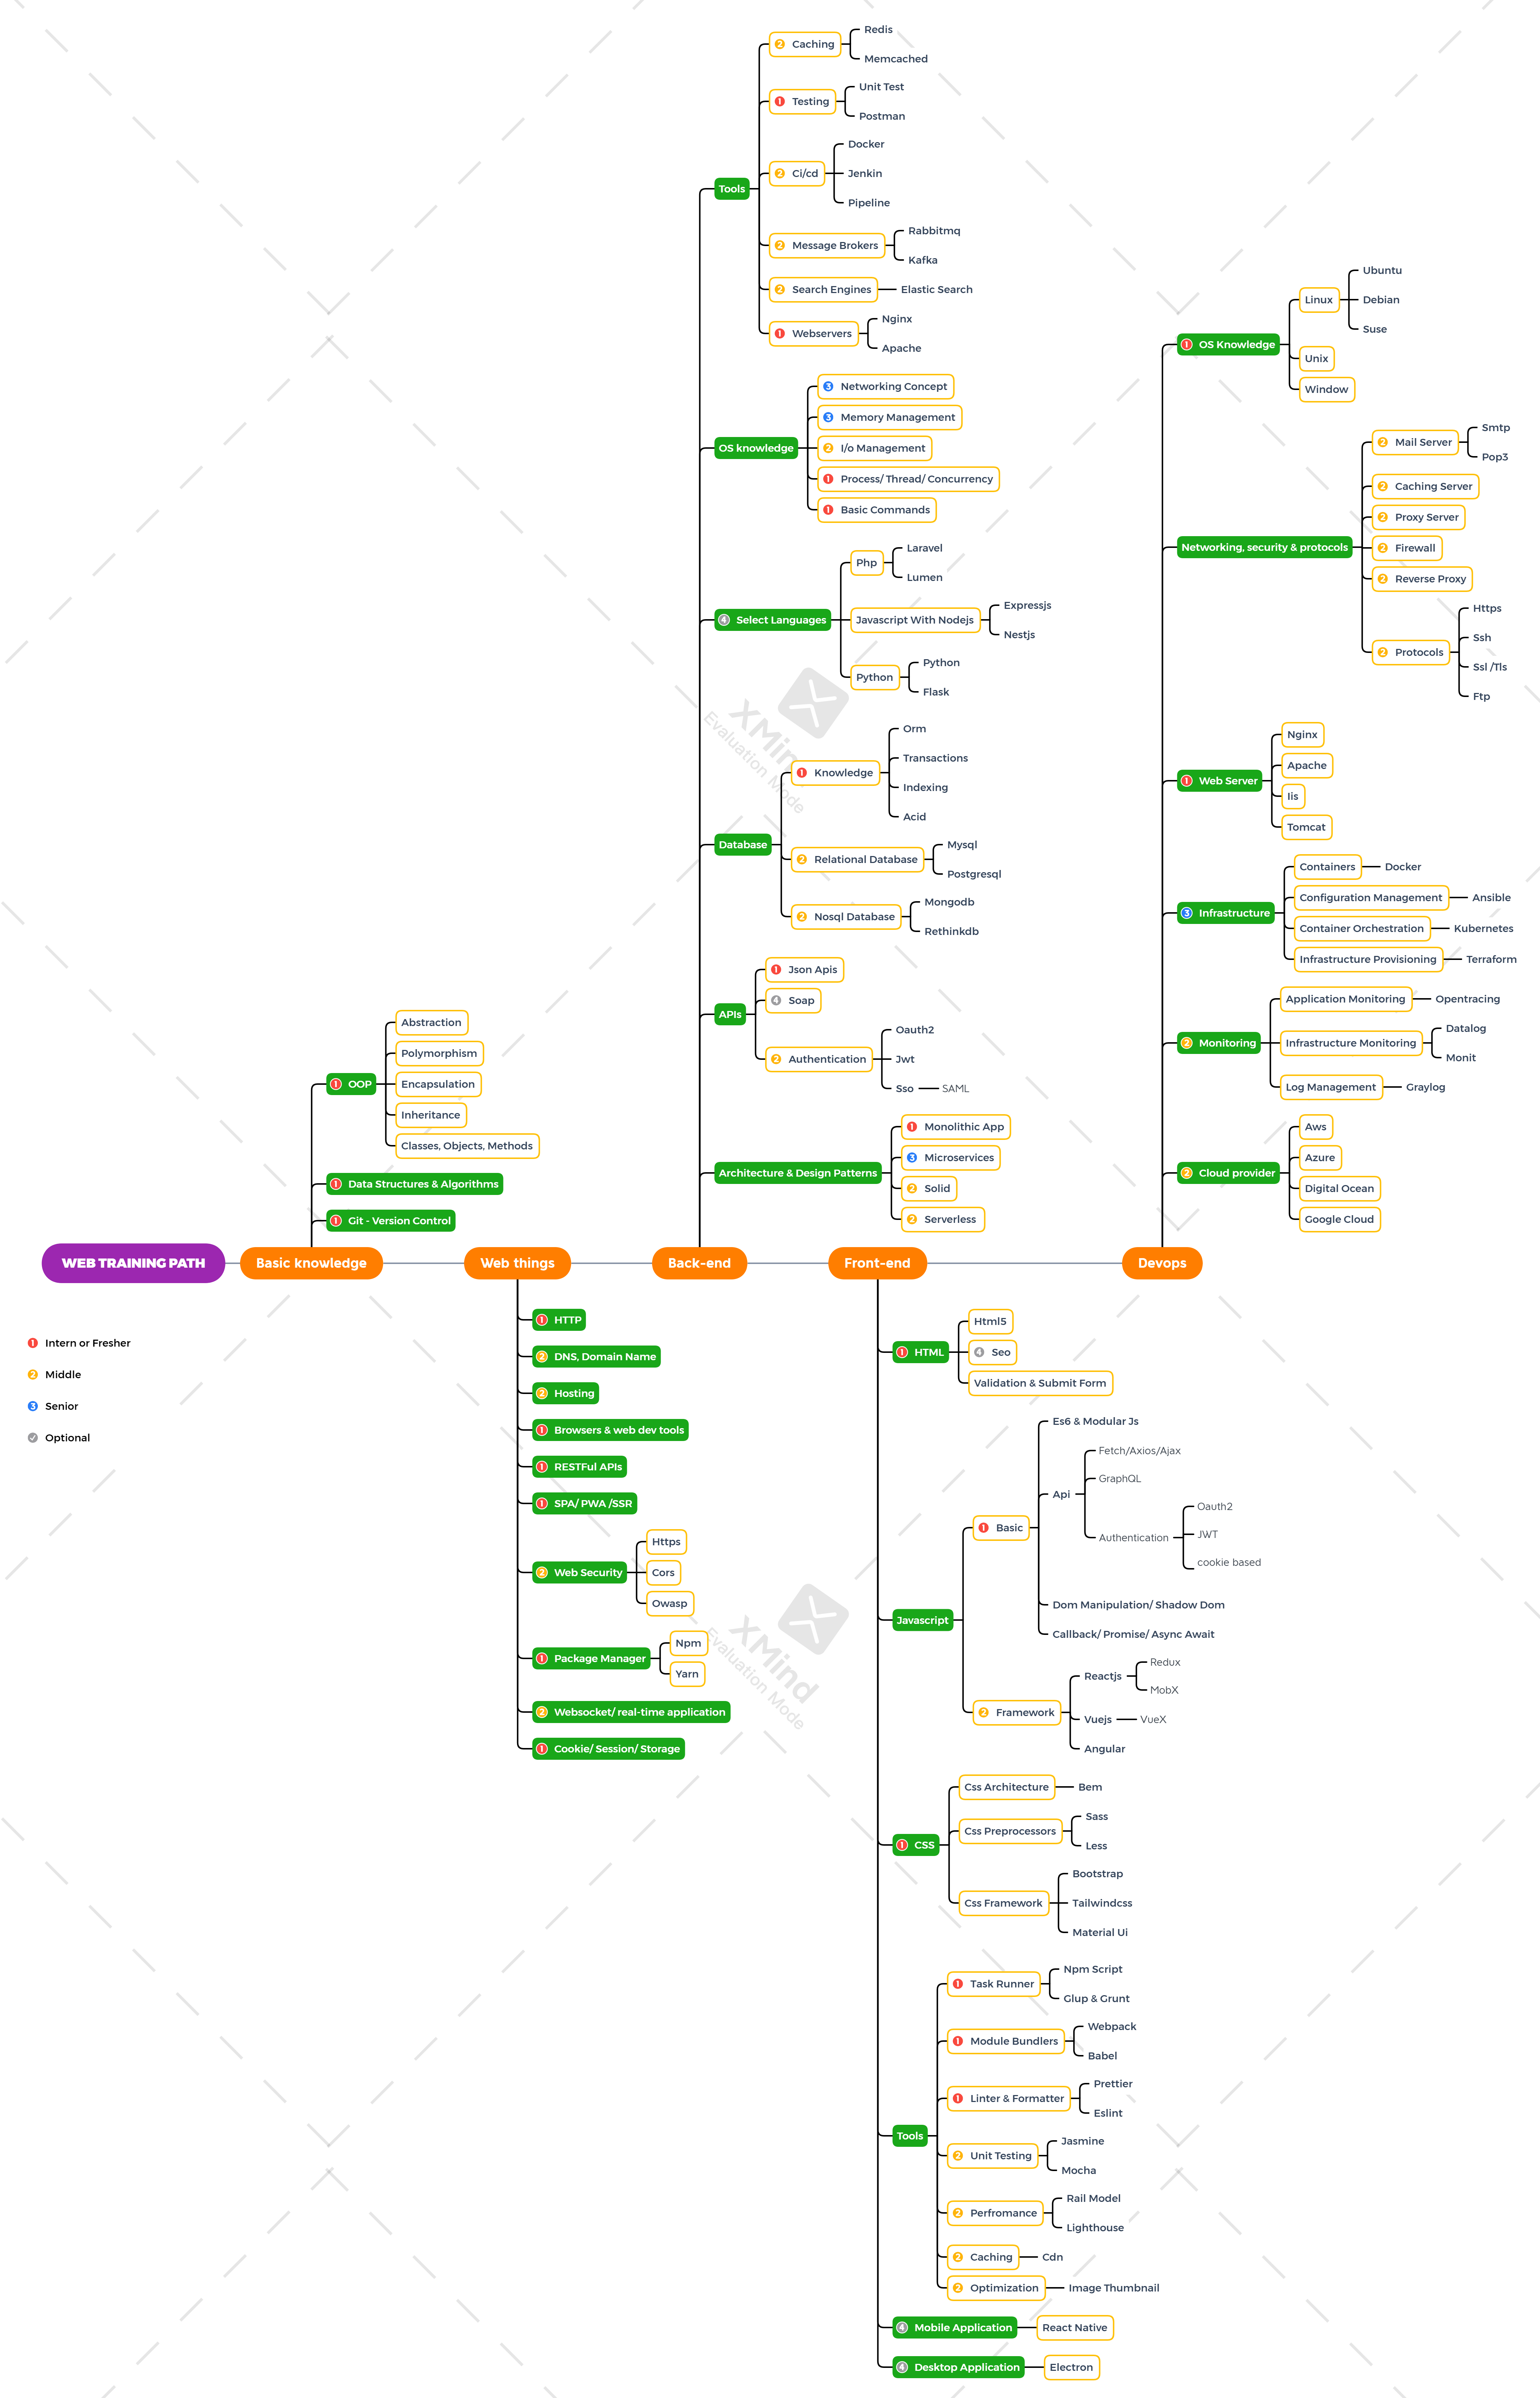 WEB TRAINING PATH
1 Intern or Fresher
2 Middle
3 Senior
Optional
Basic knowledge
1 OOP
Abstraction
Polymorphism
Encapsulation
Inheritance
Classes, Objects, Methods
1 Data Structures & Algorithms
1 Git - Version Control
Web things
1 HTTP
2 DNS, Domain Name
2 Hosting
1 Browsers & web dev tools
1 RESTFul APIs
1 SPA/ PWA /SSR
2 Web Security
Https
Cors
Owasp
1 Package Manager
Npm
Yarn
2 Websocket/ real-time application
1 Cookie/ Session/ Storage
Back-end
Tools
2 Caching
Redis
Memcached
1 Testing
Unit Test
Postman
2 Ci/cd
Docker
Jenkin
Pipeline
2 Message Brokers
Rabbitmq
Kafka
2 Search Engines
Elastic Search
1 Webservers
Nginx
Apache
OS knowledge
3 Networking Concept
3 Memory Management
2 I/o Management
1 Process/ Thread/ Concurrency
1 Basic Commands
4 Select Languages
Php
Laravel
Lumen
Javascript With Nodejs
Expressjs
Nestjs
Python
Python
Flask
Database
1 Knowledge
Orm
Transactions
Indexing
Acid
2 Relational Database
Mysql
Postgresql
2 Nosql Database
Mongodb
Rethinkdb
APIs
1 Json Apis
4 Soap
2 Authentication
Oauth2
Jwt
Sso
SAML
Architecture & Design Patterns
1 Monolithic App
3 Microservices
2 Solid
2 Serverless
Front-end
1 HTML
Html5
4 Seo
Validation & Submit Form
Javascript
1 Basic
Es6 & Modular Js
Api
Fetch/Axios/Ajax
GraphQL
Authentication
Oauth2
JWT
cookie based
Dom Manipulation/ Shadow Dom
Callback/ Promise/ Async Await
2 Framework
Reactjs
Redux
MobX
Vuejs
VueX
Angular
1 CSS
Css Architecture
Bem
Css Preprocessors
Sass
Less
Css Framework
Bootstrap
Tailwindcss
Material Ui
Tools
1 Task Runner
Npm Script
Glup & Grunt
1 Module Bundlers
Webpack
Babel
1 Linter & Formatter
Prettier
Eslint
2 Unit Testing
Jasmine
Mocha
2 Perfromance
Rail Model
Lighthouse
2 Caching
Cdn
2 Optimization
Image Thumbnail
4 Mobile Application
React Native
4 Desktop Application
Electron
Devops
1 OS Knowledge
Linux
Ubuntu
Debian
Suse
Unix
Window
Networking, security & protocols
2 Mail Server
Smtp
Pop3
2 Caching Server
2 Proxy Server
2 Firewall
2 Reverse Proxy
2 Protocols
Https
Ssh
Ssl /Tls
Ftp
1 Web Server
Nginx
Apache
Iis
Tomcat
3 Infrastructure
Containers
Docker
Configuration Management
Ansible
Container Orchestration
Kubernetes
Infrastructure Provisioning
Terraform
2 Monitoring
Application Monitoring
Opentracing
Infrastructure Monitoring
Datalog
Monit
Log Management
Graylog
2 Cloud provider
Aws
Azure
Digital Ocean
Google Cloud
XMind
Evaluation Mode
XMind
Evaluation Mode